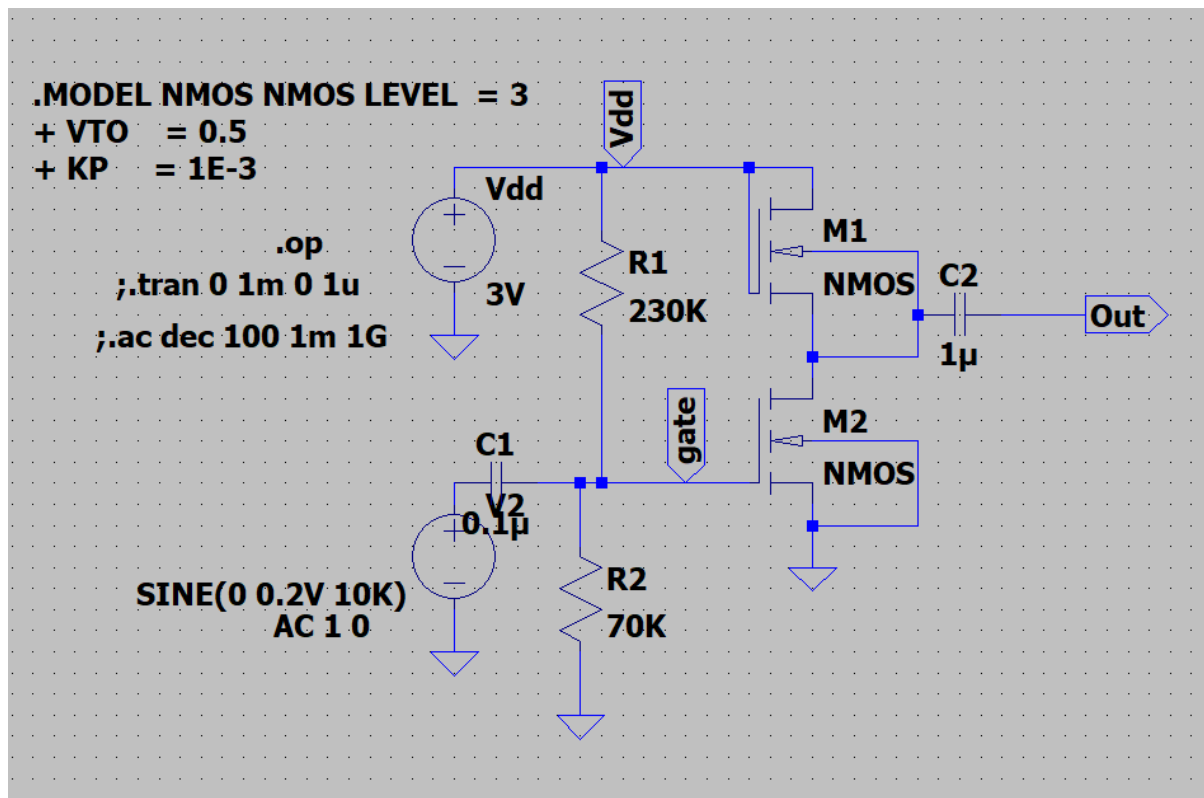 .MODEL NMOS NMOS LEVEL = 3
+ VTO = 0.5
+ KP = 1E-3
Vdd
Vdd
3V
.op
;.tran 0 1m 0 1u
;.ac dec 100 1m 1G
R1
230K
M1
NMOS
C2
1µ
Out
gate
M2
NMOS
C1
0.1µ
V2
SINE(0 0.2V 10K)
AC 1 0
R2
70K